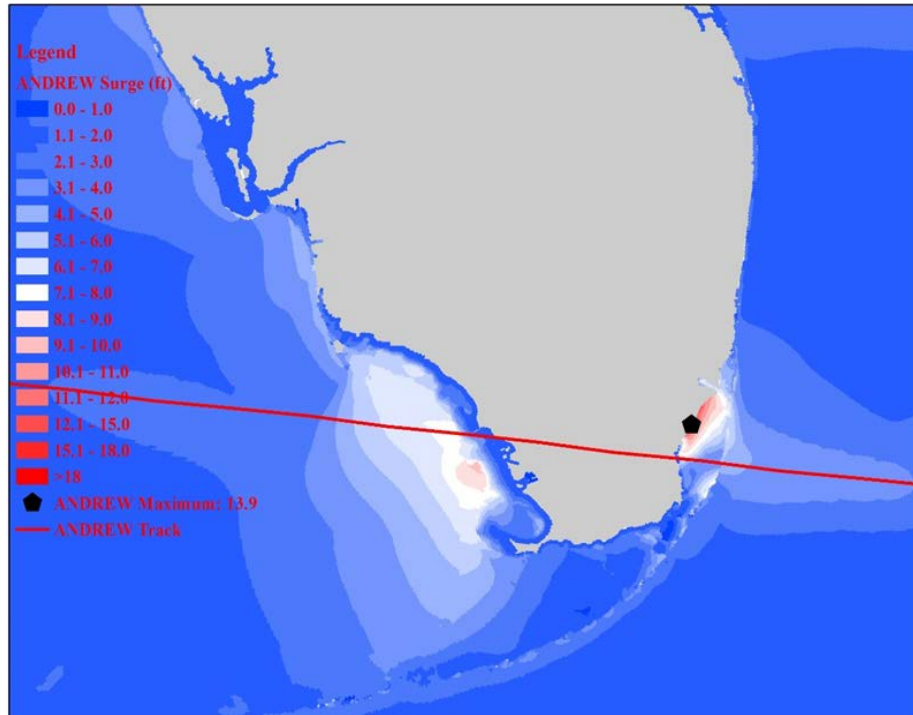 Legend
ANDREW Surge (ft)
0.0 - 1.0
1.1 - 2.0
2.1 - 3.0
3.1 - 4.0
4.1 - 5.0
5.1 - 6.0
6.1 - 7.0
7.1 - 8.0
8.1 - 9.0
9.1 - 10.0
10.1 - 11.0
11.1 - 12.0
12.1 - 15.0
15.1 - 18.0
>18
ANDREW Maximum: 13.9
ANDREW Track